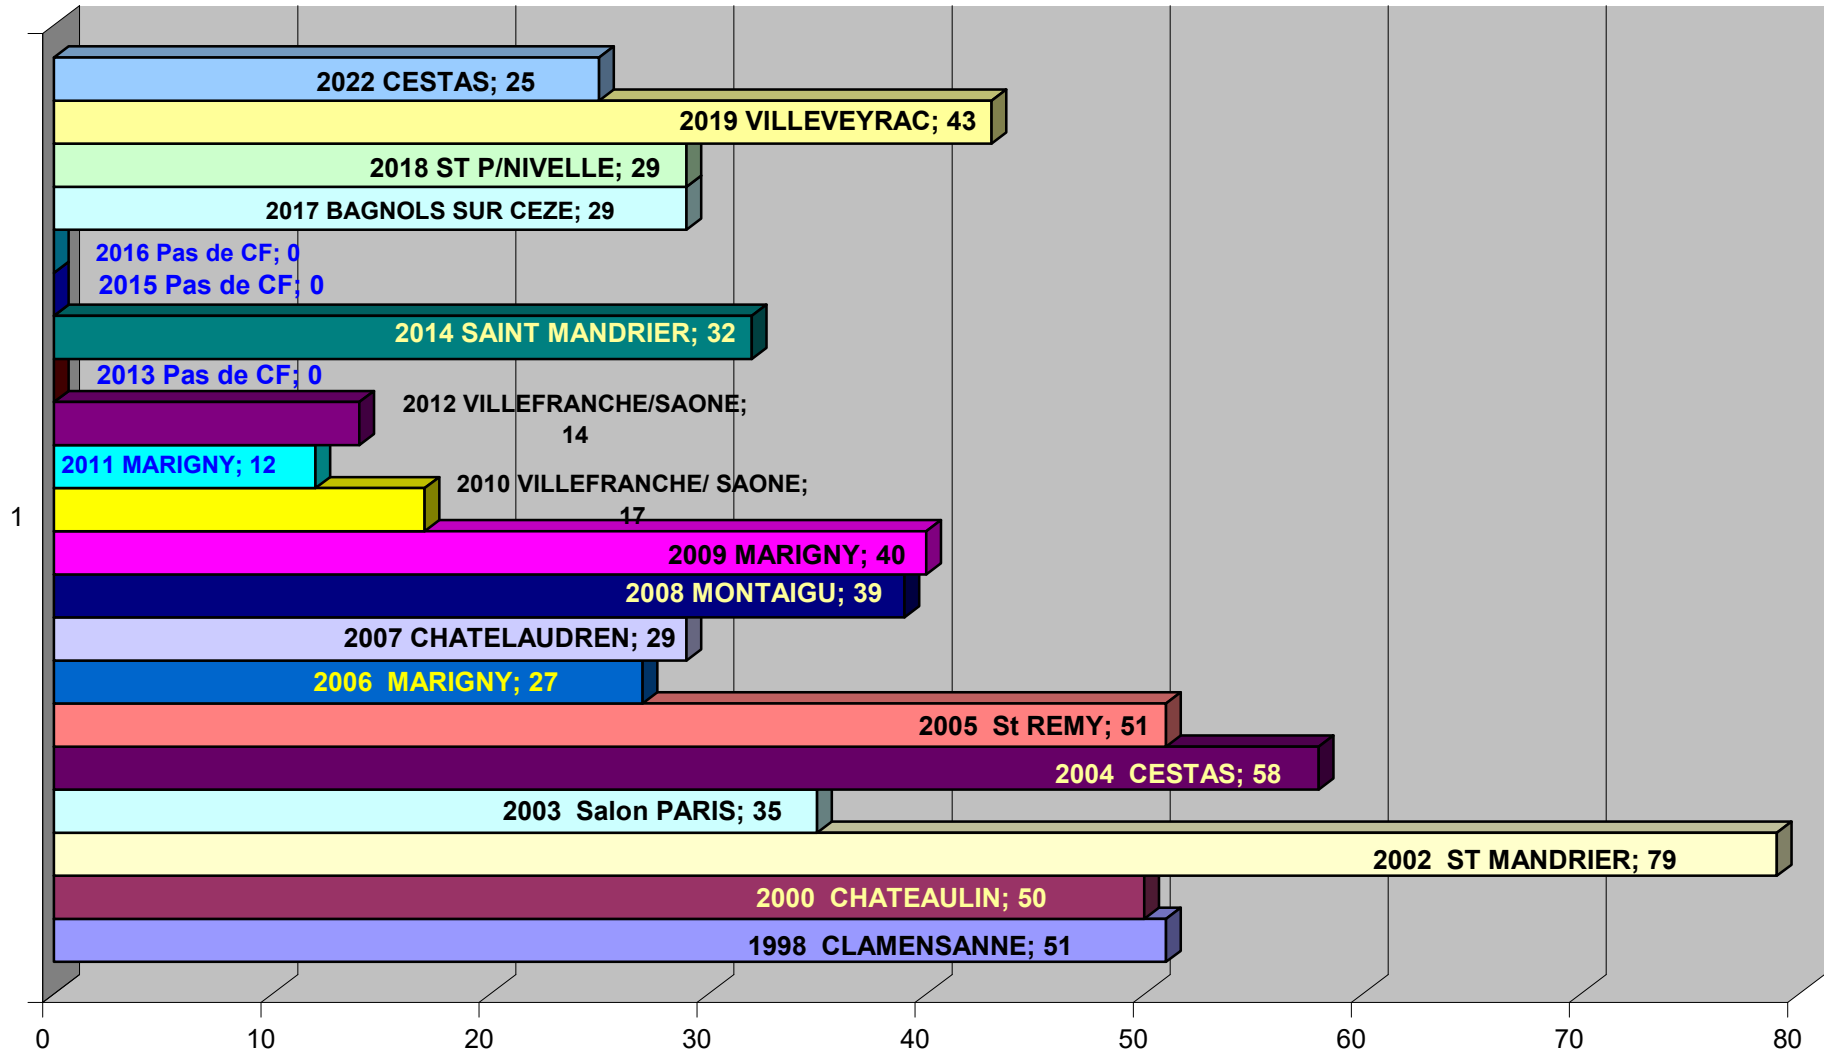 2022 CESTAS; 25
2019 VILLEVEYRAC; 43
2018 ST P/NIVELLE; 29
2017 BAGNOLS SUR CEZE; 29
2016 Pas de CF; 0
2015 Pas de CF; 0
2014 SAINT MANDRIER; 32
2013 Pas de CF; 0
2012 VILLEFRANCHE/SAONE;
14
2011 MARIGNY; 12
2010 VILLEFRANCHE/ SAONE;
17
1
2009 MARIGNY; 40
2008 MONTAIGU; 39
2007 CHATELAUDREN; 29
2006  MARIGNY; 27
2005  St REMY; 51
2004  CESTAS; 58
2003  Salon PARIS; 35
2002  ST MANDRIER; 79
2000  CHATEAULIN; 50
1998  CLAMENSANNE; 51
0 10 20 30 40 50 60 70 80